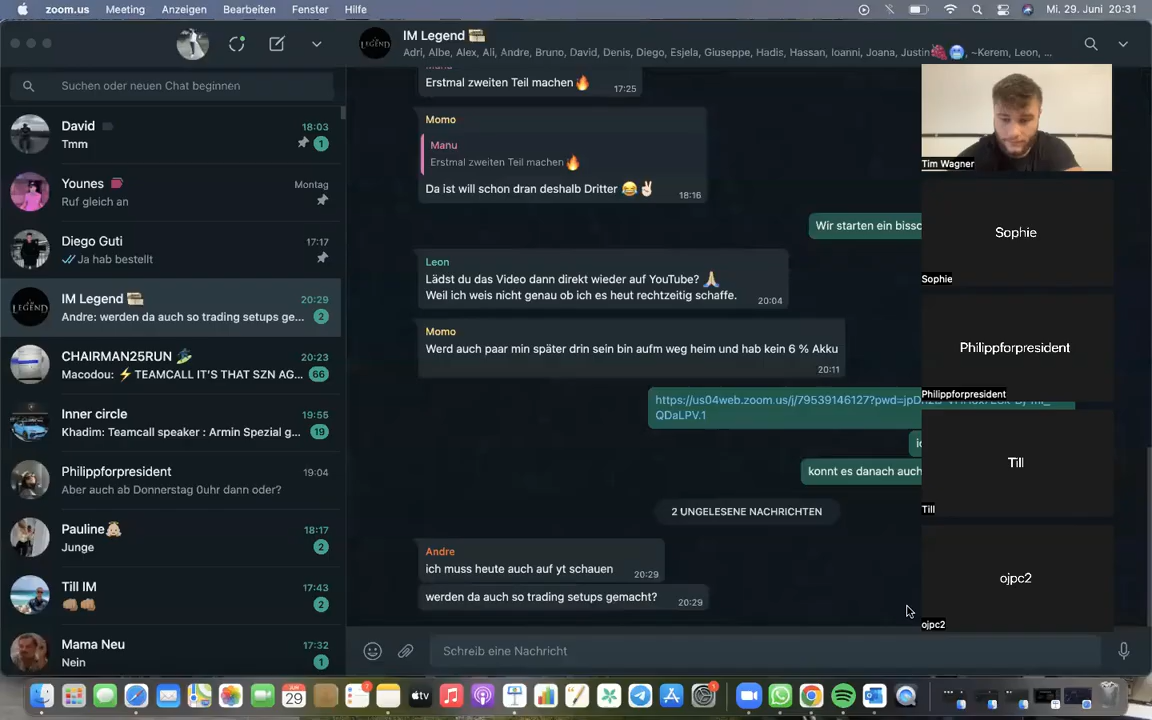 zoom.us Meeting Anzeigen Bearbeiten Fenster Hilfe
Mi. 29. Juni 20:31
Suchen oder neuen Chat beginnen
David 18:03
Tmm 1
Younes Montag
Ruf gleich an
Diego Guti 17:17
Ja hab bestellt
IM Legend 20:29
Andre: werden da auch so trading setups ge... 2
CHAIRMAN25RUN 20:23
Macodou: ⚡ TEAMCALL IT'S THAT SZN AG... 66
Inner circle 19:55
Khadim: Teamcall speaker : Armin Spezial g... 19
Philippforpresident 19:04
Aber auch ab Donnerstag 0uhr dann oder?
Pauline👼🏼 18:17
Junge 2
Till IM 17:43
👊🏼👊🏼 2
Mama Neu 17:32
Nein 1
LEGEND
IM Legend
Adri, Albe, Alex, Ali, Andre, Bruno, David, Denis, Diego, Esjela, Giuseppe, Hadis, Hassan, Ioanni, Joana, Justin🍇🥶, ~Kerem, Leon, ...
Manu
Erstmal zweiten Teil machen🔥 17:25
Momo
Manu
Erstmal zweiten Teil machen🔥
Da ist will schon dran deshalb Dritter 😂✌🏻 18:16
Wir starten ein bissc
Leon
Lädst du das Video dann direkt wieder auf YouTube? 🙏🏼
Weil ich weis nicht genau ob ich es heut rechtzeitig schaffe. 20:04
Momo
Werd auch paar min später drin sein bin aufm weg heim und hab kein 6 % Akku
20:11
https://us04web.zoom.us/j/79539146127?pwd=jpD
QDaLPV.1
ic
konnt es danach auch
2 UNGELESENE NACHRICHTEN
Andre
ich muss heute auch auf yt schauen 20:29
werden da auch so trading setups gemacht? 20:29
Schreib eine Nachricht
Tim Wagner
Sophie
Sophie
Philippforpresident
Philippforpresident
Till
Till
ojpc2
ojpc2
JUN
29
tv